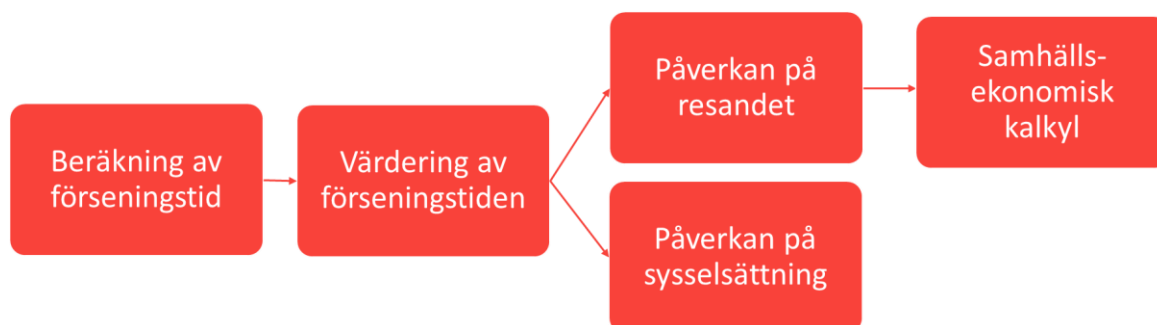 Beräkning av
förseningstid
Värdering av
förseningstiden
Påverkan på
resandet
Samhälls-
ekonomisk
kalkyl
Påverkan på
sysselsättning